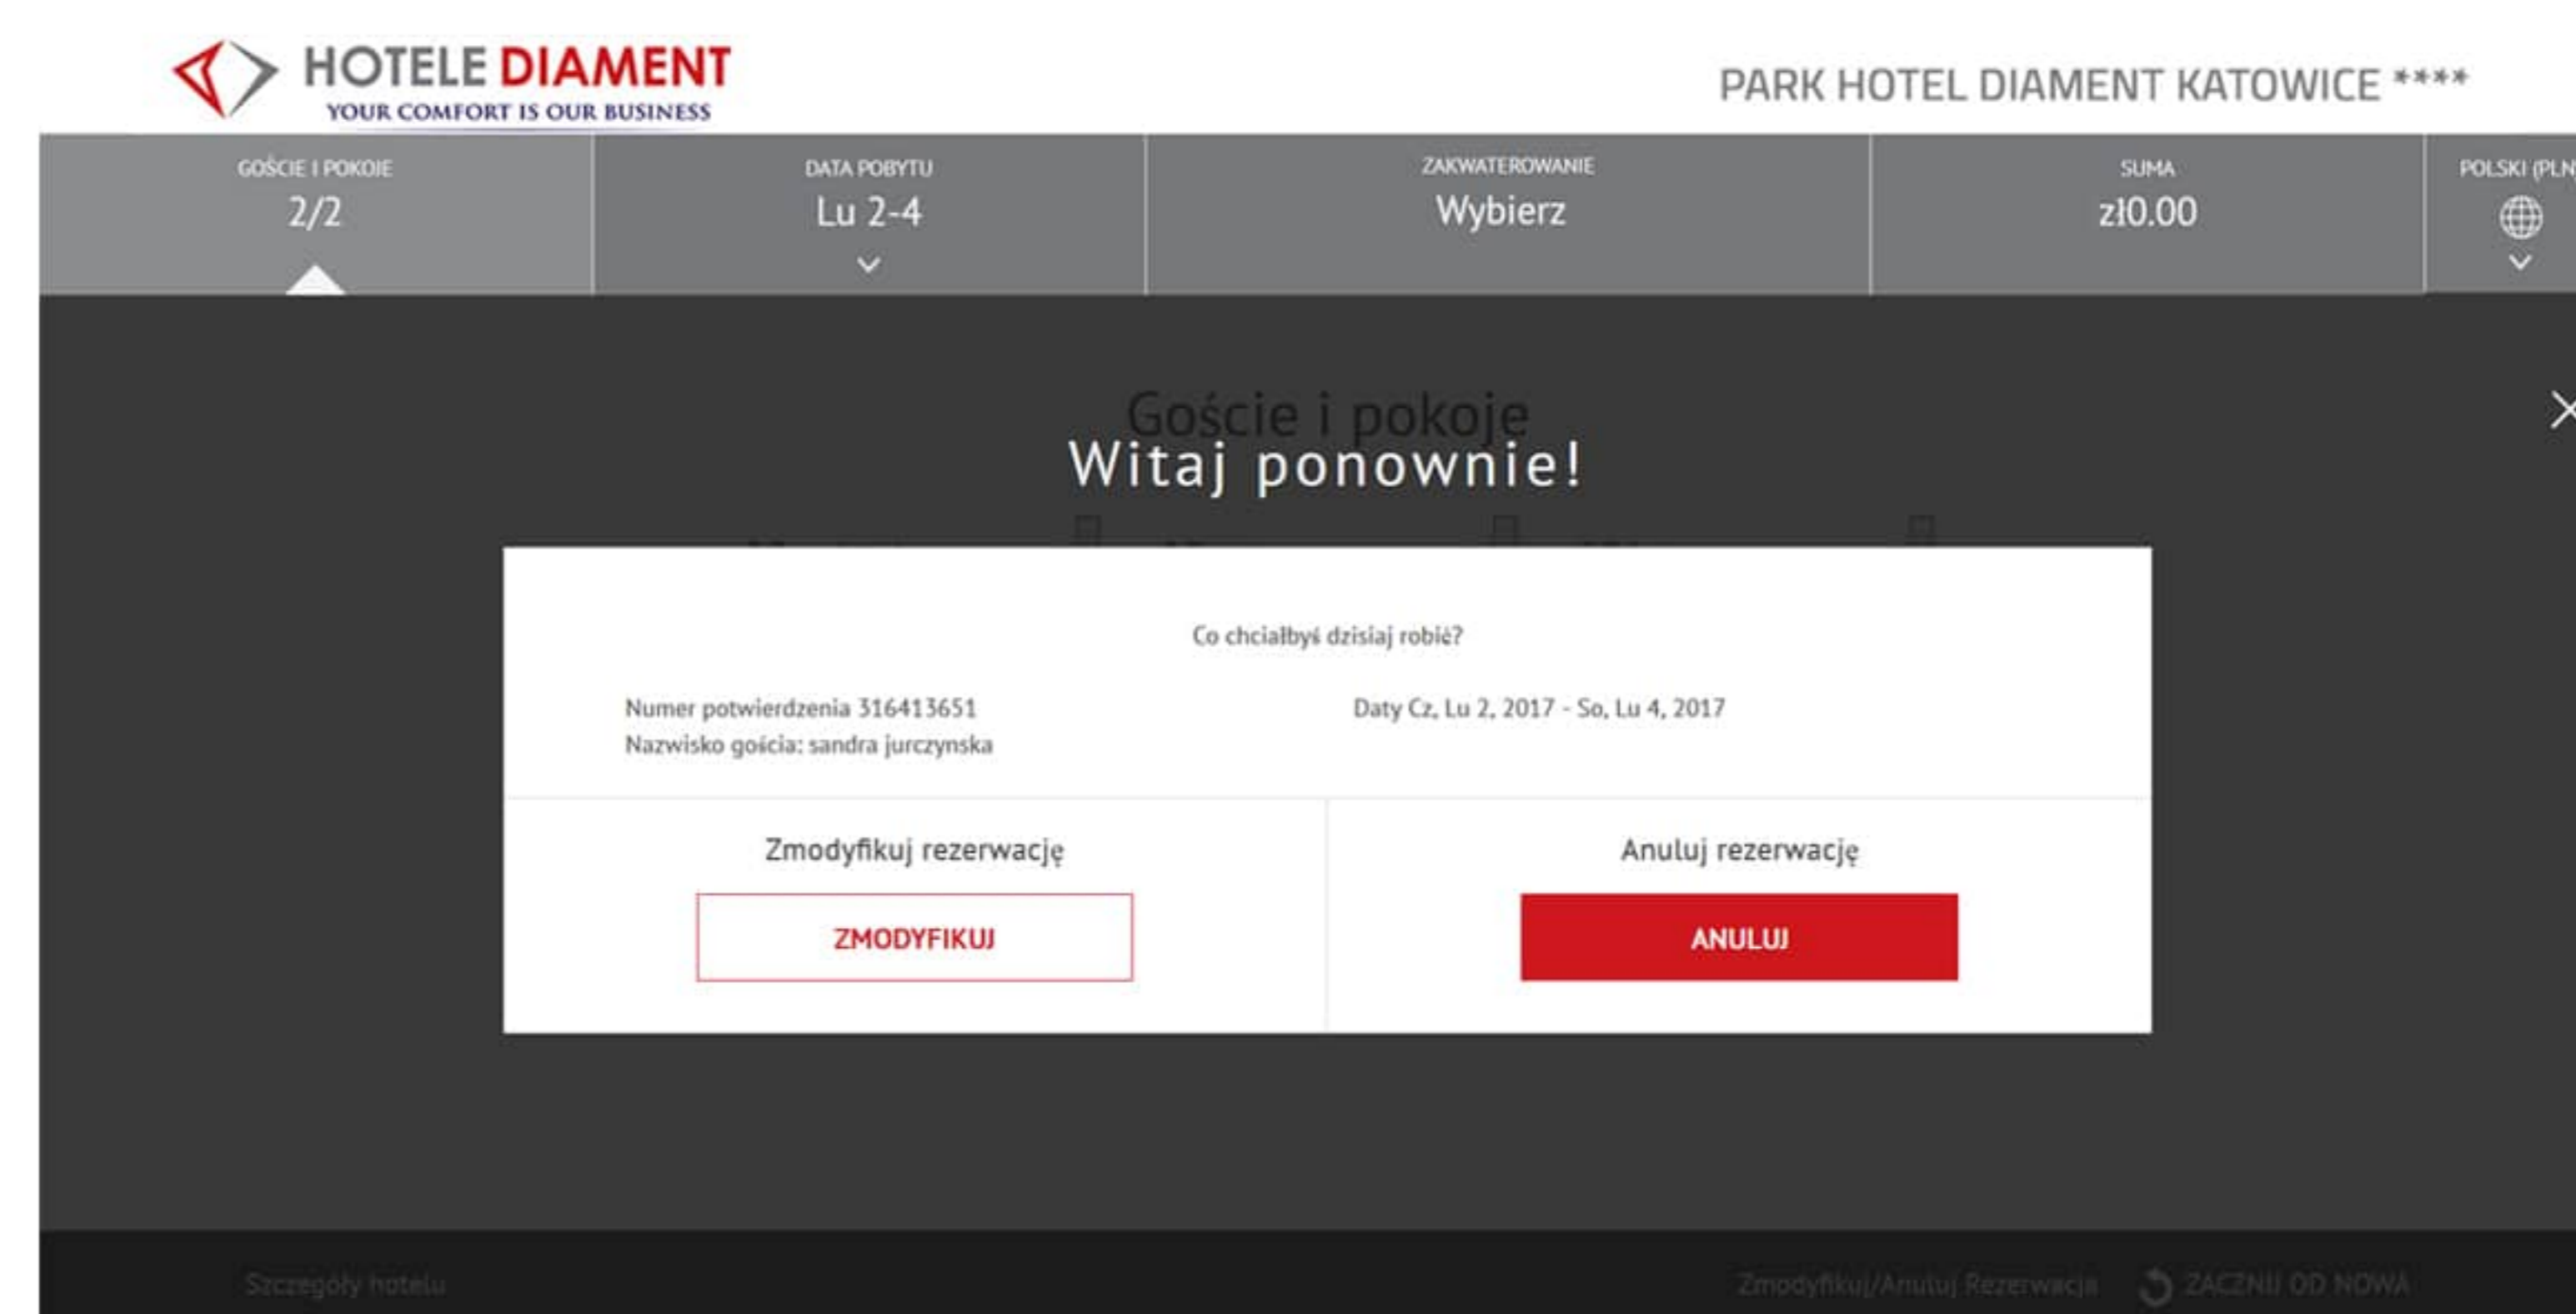 HOTELE DIAMENT
YOUR COMFORT IS OUR BUSINESS
PARK HOTEL DIAMENT KATOWICE ****
GOŚCIE I POKOJE
2/2
DATA POBYTU
Lu 2-4
ZAKWATEROWANIE
Wybierz
SUMA
zł0.00
POLSKI (PLN)
Goście i pokoje
Witaj ponownie!
Co chciałbyś dzisiaj robić?
Numer potwierdzenia 316413651
Daty Cz, Lu 2, 2017 - So, Lu 4, 2017
Nazwisko gościa: sandra jurczynska
Zmodyfikuj rezerwację
Anuluj rezerwację
ZMODYFIKUJ
ANULUJ
Szczegóły hotelu
Zmodyfikuj/Anuluj Rezerwacja
ZACZNIJ OD NOWA